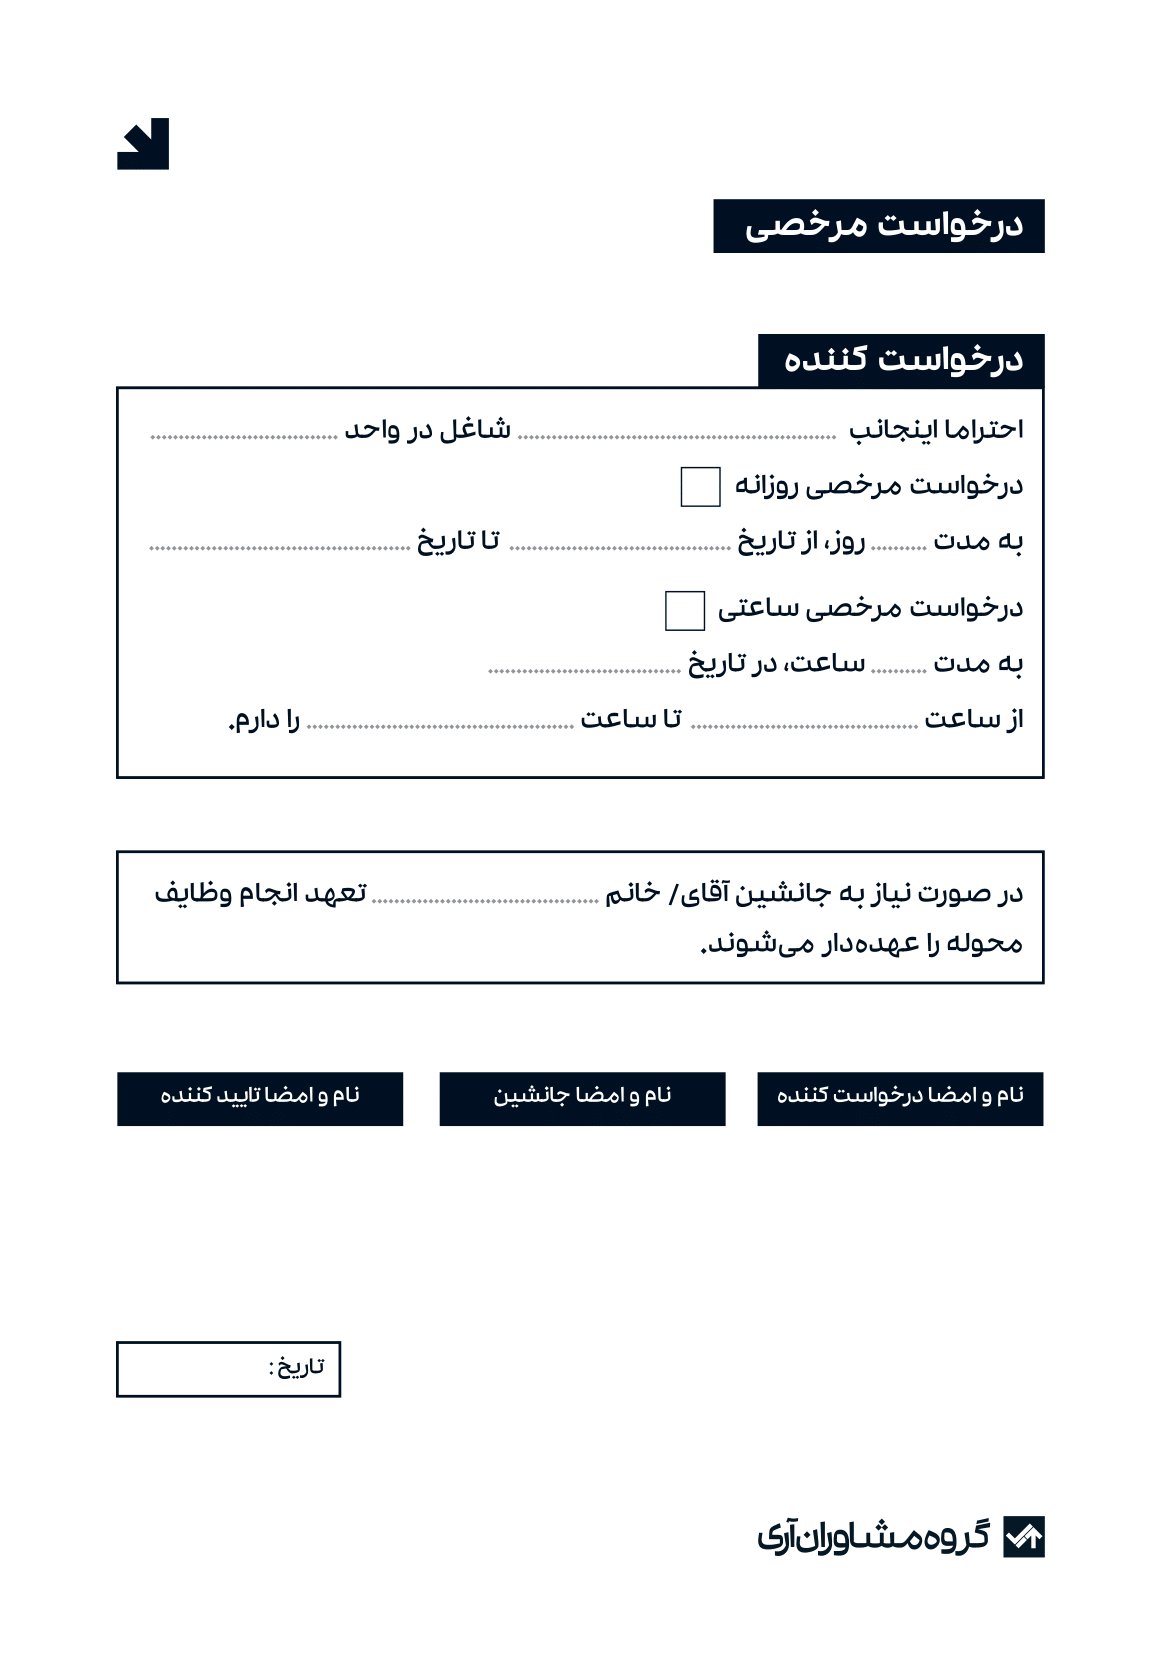 درخواست مرخصی
درخواست کننده
احتراما اینجانب ........................................ شاغل در واحد ........................
درخواست مرخصی روزانه
به مدت .......... روز، از تاریخ ............................ تا تاریخ .................................
درخواست مرخصی ساعتی
به مدت .......... ساعت، در تاریخ ........................
از ساعت ............................ تا ساعت .................................. را دارم.
در صورت نیاز به جانشین آقای/ خانم ............................ تعهد انجام وظایف
محوله را عهده‌دار می‌شوند.
نام و امضا درخواست کننده
نام و امضا جانشین
نام و امضا تایید کننده
تاریخ:
گروه مشاوران آری